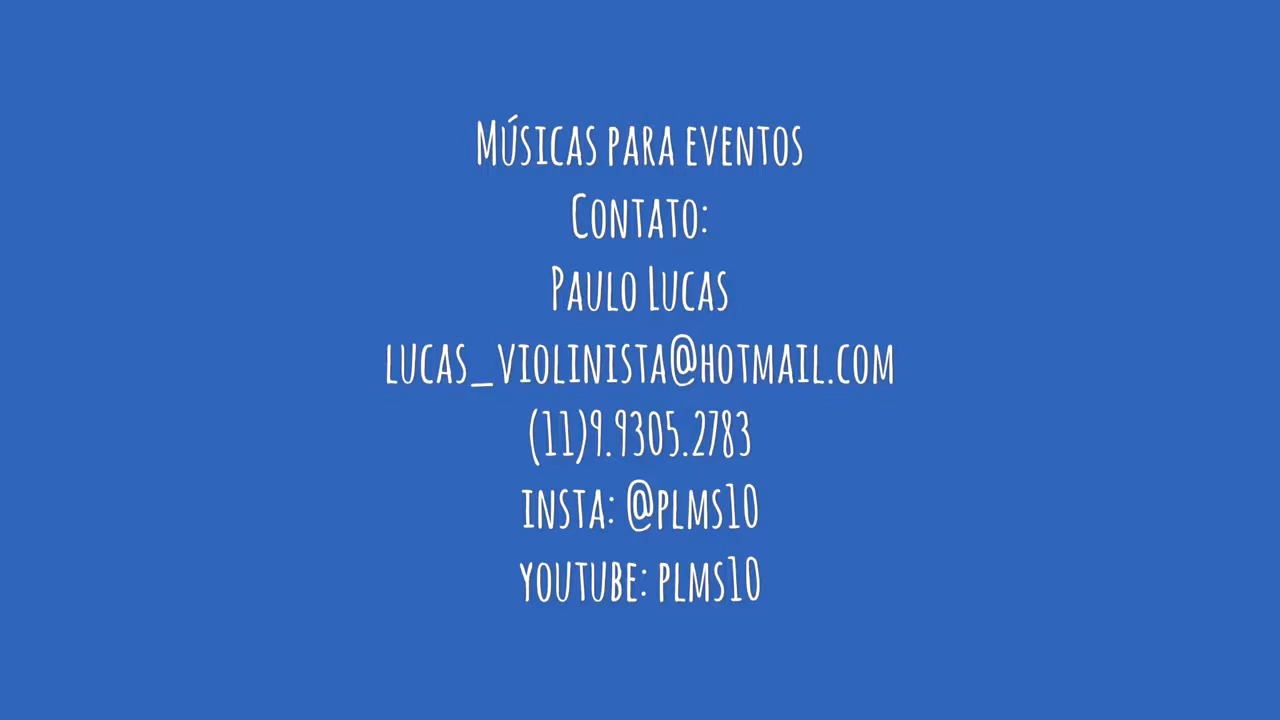 Músicas para eventos
Contato:
Paulo Lucas
lucas_violinista@hotmail.com
(11)9.9305.2783
insta: @plms10
youtube: plms10